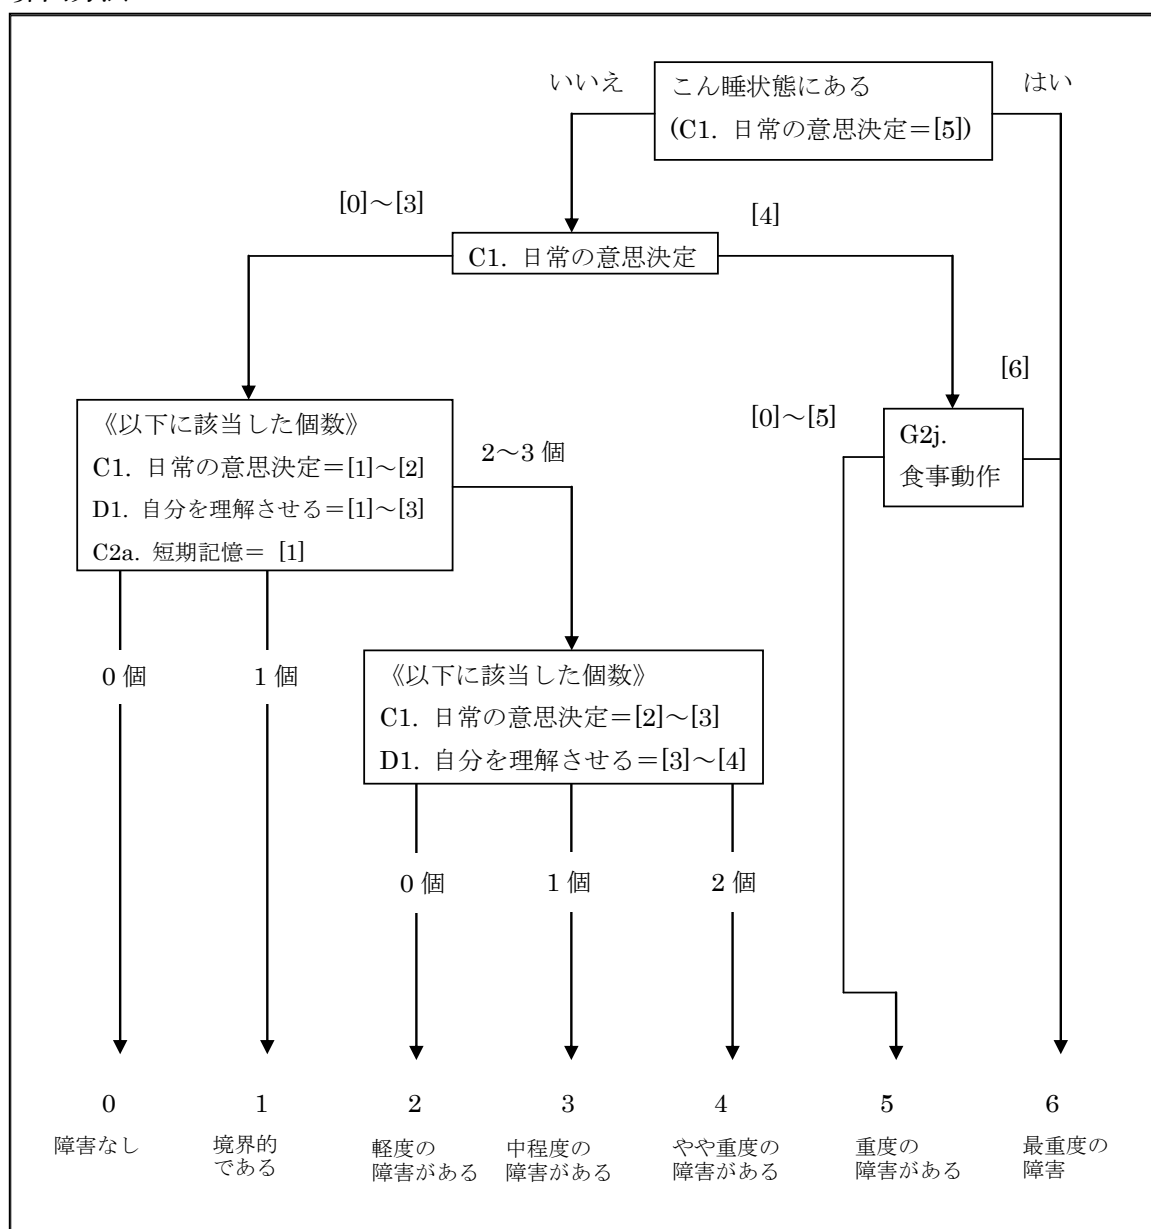 いいえ
こん睡状態にある
(C1. 日常の意思決定＝[5])
はい
[0]～[3]
[4]
C1. 日常の意思決定
[6]
[0]～[5]
G2j.
食事動作
《以下に該当した個数》
C1. 日常の意思決定＝[1]～[2]
D1. 自分を理解させる＝[1]～[3]
C2a. 短期記憶＝ [1]
2～3 個
0 個
1 個
《以下に該当した個数》
C1. 日常の意思決定＝[2]～[3]
D1. 自分を理解させる＝[3]～[4]
0 個
1 個
2 個
0
障害なし
1
境界的
である
2
軽度の
障害がある
3
中程度の
障害がある
4
やや重度の
障害がある
5
重度の
障害がある
6
最重度の
障害